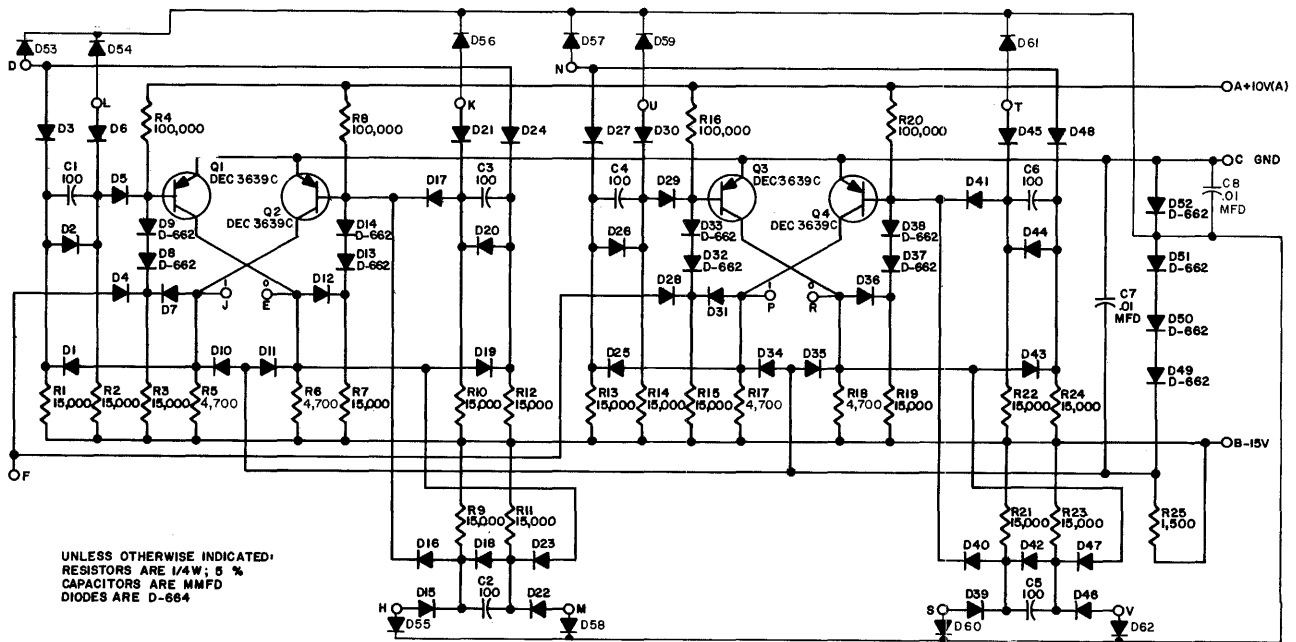 D53
D54
D56
D57
D59
D61
D
N
L
K
U
T
A+10V(A)
D3
D6
R4
100,000
R8
100,000
D21
D24
D27
D30
R16
100,000
R20
100,000
D45
D48
C1
100
D5
Q1
DEC 3639C
Q2
DEC 3639C
D17
C3
100
C4
100
D29
Q3
DEC 3639C
Q4
DEC 3639C
D41
C6
100
C GND
C8
.01
MFD
D52
D-662
D2
D9
D-662
D8
D-662
D14
D-662
D13
D-662
D20
D26
D33
D-662
D32
D-662
D38
D-662
D37
D-662
D44
D51
D-662
D4
D7
1
J
0
E
D12
D28
D31
1
P
0
R
D36
C7
.01
MFD
D50
D-662
D1
D10
D11
D19
D25
D34
D35
D43
D49
D-662
R1
15,000
R2
15,000
R3
15,000
R5
4,700
R6
4,700
R7
15,000
R10
15,000
R12
15,000
R13
15,000
R14
15,000
R15
15,000
R17
4,700
R18
4,700
R19
15,000
R22
15,000
R24
15,000
B-15V
F
R9
15,000
R11
15,000
R21
15,000
R23
15,000
R25
1,500
D16
D18
D23
D40
D42
D47
UNLESS OTHERWISE INDICATED:
RESISTORS ARE 1/4W; 5 %
CAPACITORS ARE MMFD
DIODES ARE D-664
H
D15
C2
100
D22
M
S
D39
C5
100
D46
V
D55
D58
D60
D62